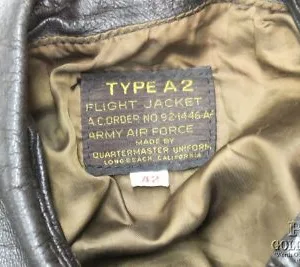 TYPE A2
FLIGHT JACKET
A.C. ORDER NO 92-1446-AF
ARMY AIR FORCE
MADE BY
QUARTERMASTER UNIFORM
LONG BEACH, CALIFORNIA
42